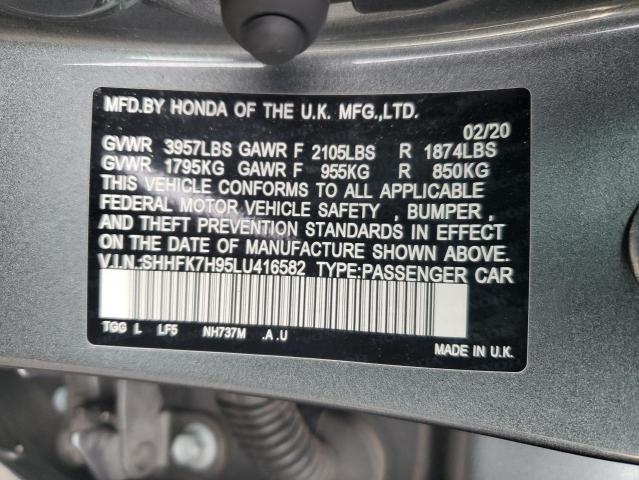 MFD.BY HONDA OF THE U.K. MFG.,LTD.
02/20
GVWR 3957LBS GAWR F 2105LBS R 1874LBS
GVWR 1795KG GAWR F 955KG R 850KG
THIS VEHICLE CONFORMS TO ALL APPLICABLE
FEDERAL MOTOR VEHICLE SAFETY , BUMPER ,
AND THEFT PREVENTION STANDARDS IN EFFECT
ON THE DATE OF MANUFACTURE SHOWN ABOVE.
V.I.N.:SHHFK7H95LU416582 TYPE:PASSENGER CAR
TGG L LF5 NH737M .A.U
MADE IN U.K.